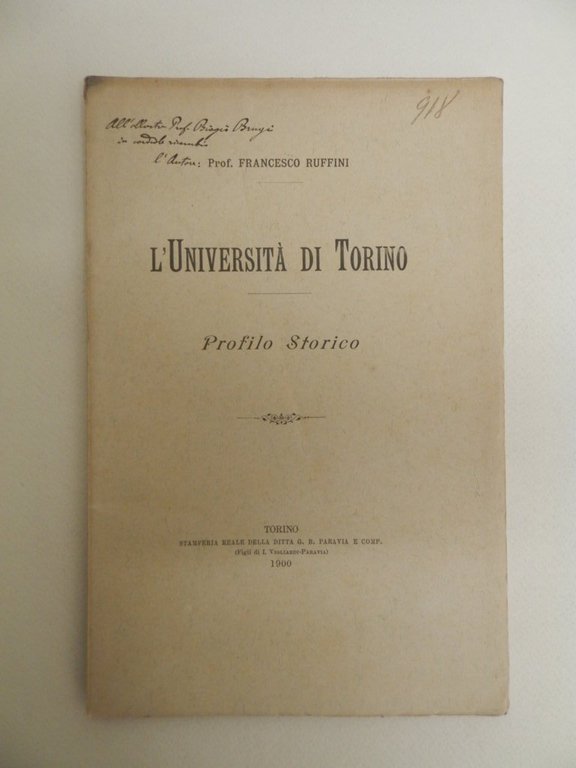 918
All'Illustre Prof. Biagio Brugi
in cordiale ricambio
l'Autore:
Prof. FRANCESCO RUFFINI
L'UNIVERSITÀ DI TORINO
Profilo Storico
TORINO
STAMPERIA REALE DELLA DITTA G. B. PARAVIA E COMP.
(Figli di I. VIGLIARDI-PARAVIA)
1900